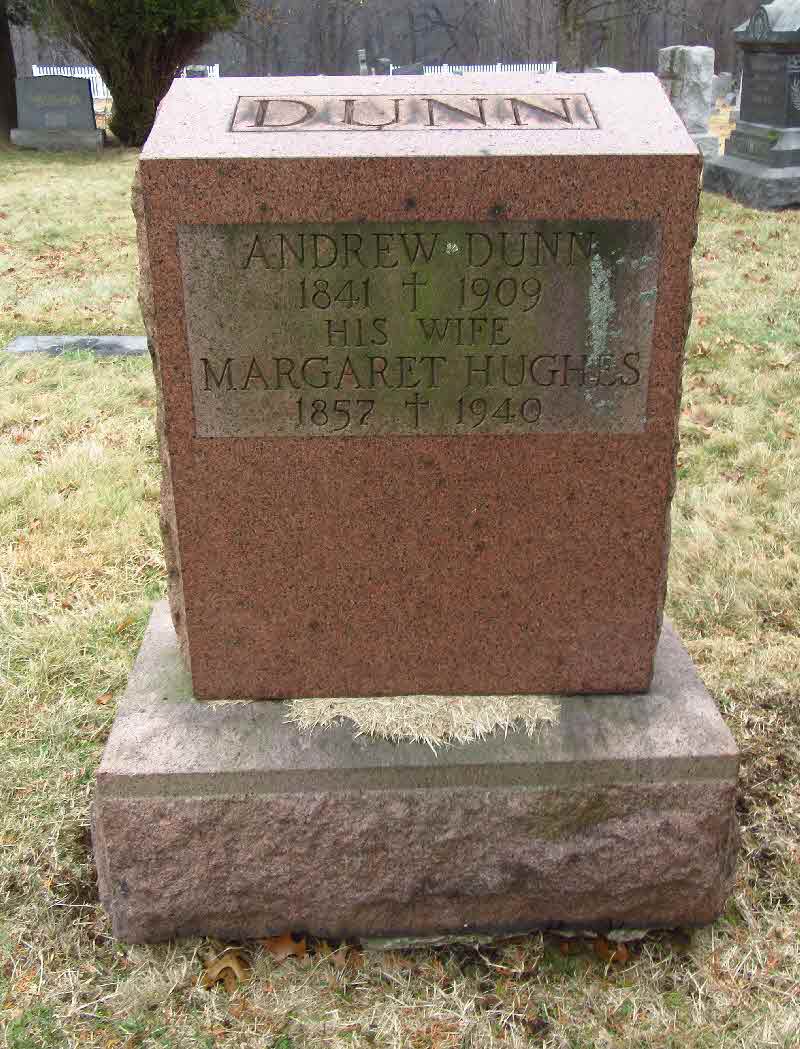 DUNN
ANDREW DUNN
1841 † 1909
HIS WIFE
MARGARET HUGHES
1857 † 1940